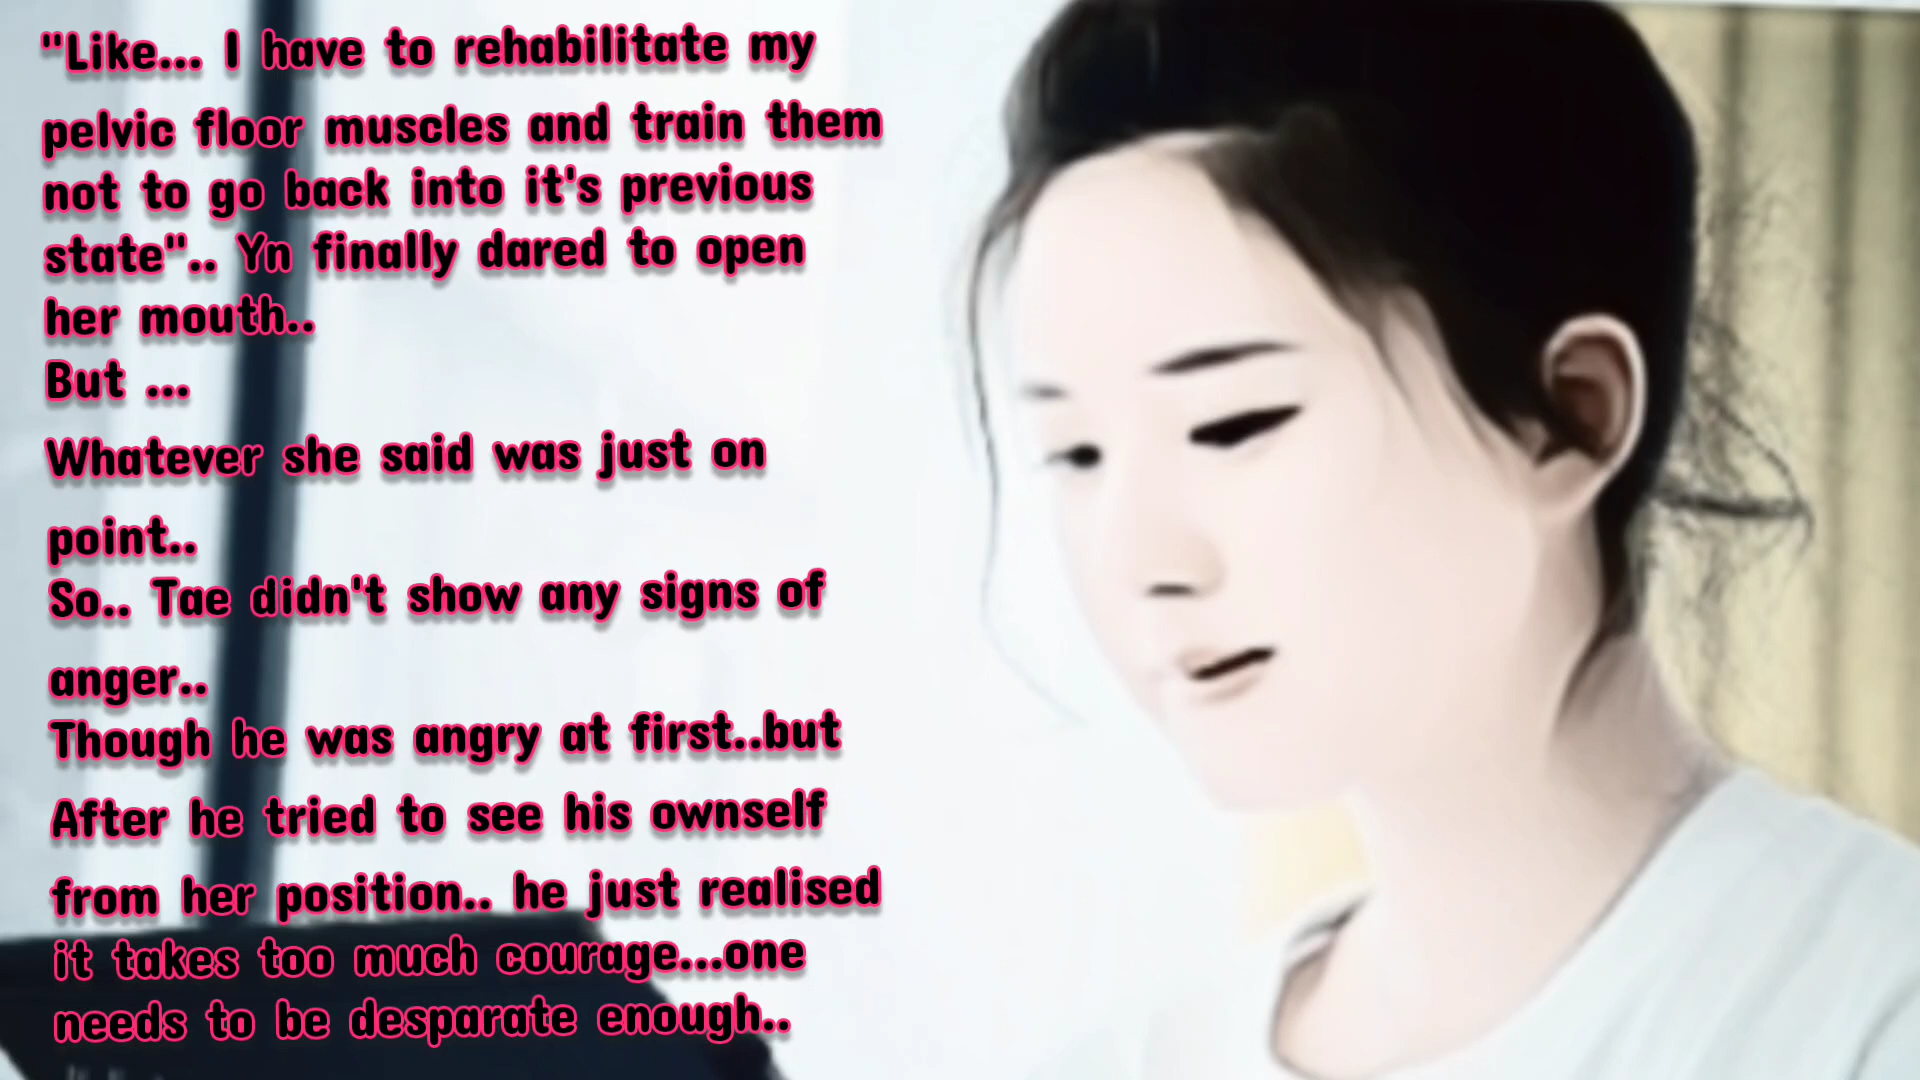 "Like... I have to rehabilitate my
pelvic floor muscles and train them
not to go back into it's previous
state".. Yn finally dared to open
her mouth..
But ...
Whatever she said was just on
point..
So.. Tae didn't show any signs of
anger..
Though he was angry at first..but
After he tried to see his ownself
from her position.. he just realised
it takes too much courage...one
needs to be desparate enough..